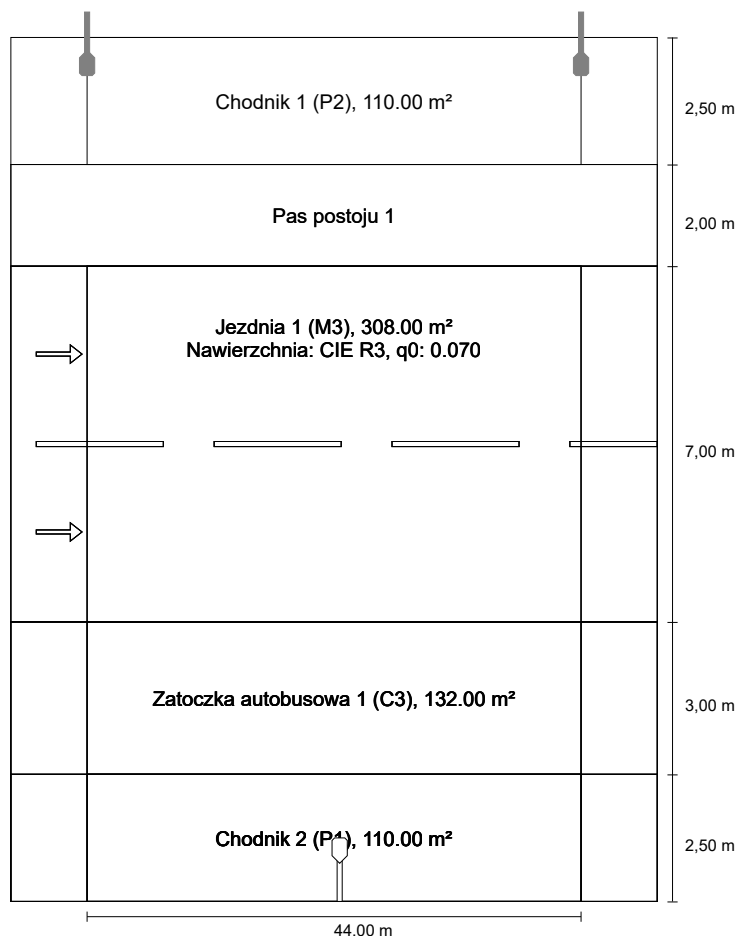 Chodnik 1 (P2), 110.00 m²
2,50 m
Pas postoju 1
2,00 m
Jezdnia 1 (M3), 308.00 m²
Nawierzchnia: CIE R3, q0: 0.070
7,00 m
Zatoczka autobusowa 1 (C3), 132.00 m²
3,00 m
Chodnik 2 (P1), 110.00 m²
2,50 m
44.00 m